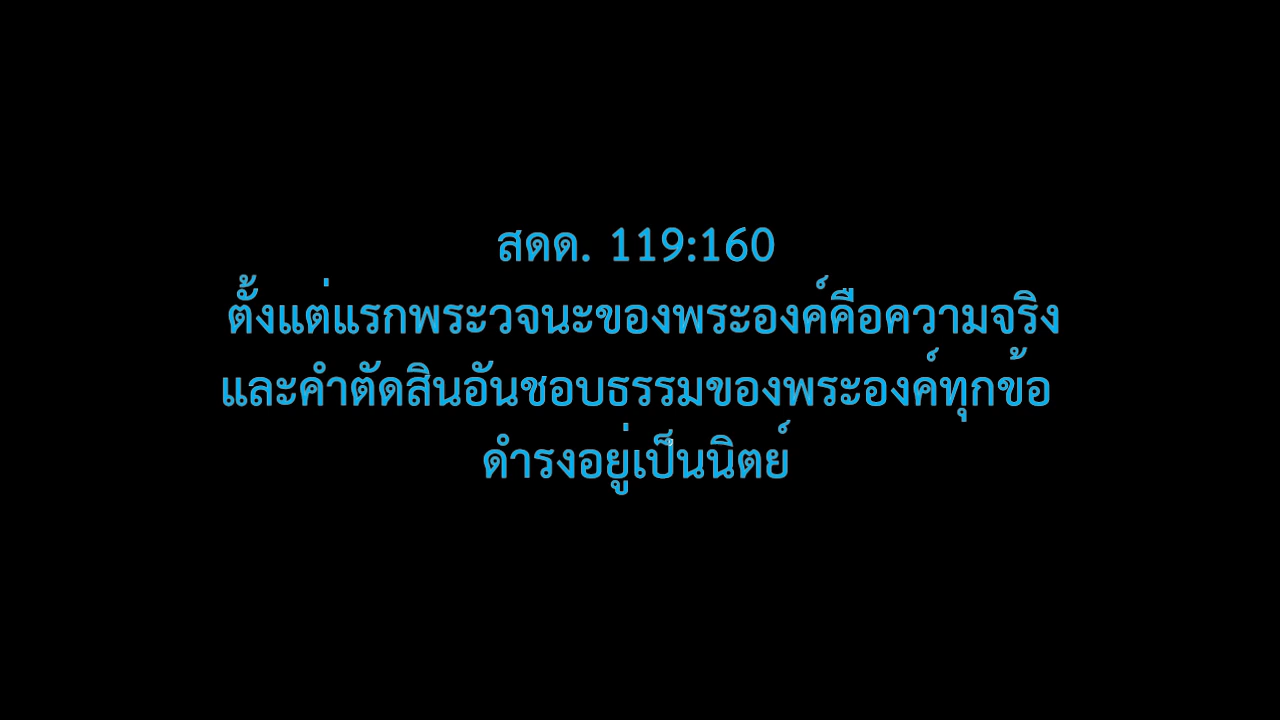 สดด. 119:160
ตั้งแต่แรกพระวจนะของพระองค์คือความจริง
และคำตัดสินอันชอบธรรมของพระองค์ทุกข้อ
ดำรงอยู่เป็นนิตย์